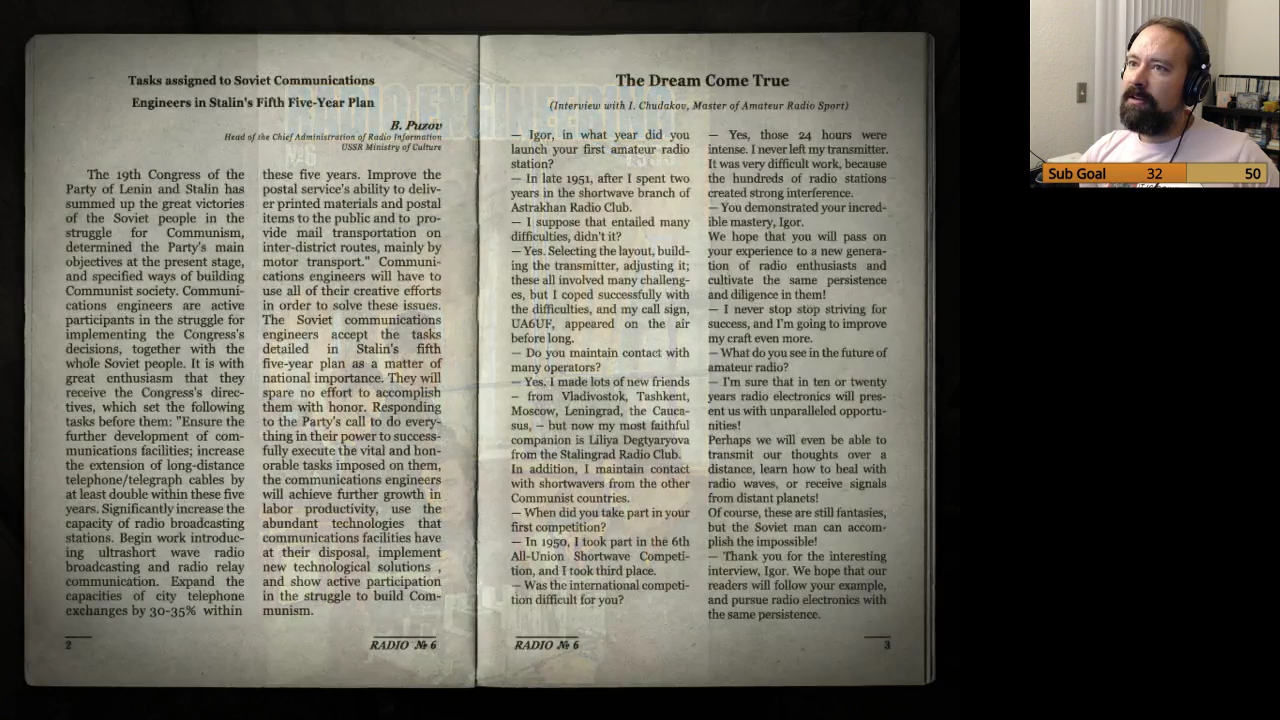 Tasks assigned to Soviet Communications
Engineers in Stalin's Fifth Five-Year Plan
B. Puzov
Head of the Chief Administration of Radio Information
USSR Ministry of Culture
The 19th Congress of the
Party of Lenin and Stalin has
summed up the great victories
of the Soviet people in the
struggle for Communism,
determined the Party's main
objectives at the present stage,
and specified ways of building
Communist society. Communi-
cations engineers are active
participants in the struggle for
implementing the Congress's
decisions, together with the
whole Soviet people. It is with
great enthusiasm that they
receive the Congress's direc-
tives, which set the following
tasks before them: "Ensure the
further development of com-
munications facilities; increase
the extension of long-distance
telephone/telegraph cables by
at least double within these five
years. Significantly increase the
capacity of radio broadcasting
stations. Begin work introduc-
ing ultrashort wave radio
broadcasting and radio relay
communication. Expand the
capacities of city telephone
exchanges by 30-35% within
these five years. Improve the
postal service's ability to deliv-
er printed materials and postal
items to the public and to pro-
vide mail transportation on
inter-district routes, mainly by
motor transport." Communi-
cations engineers will have to
use all of their creative efforts
in order to solve these issues.
The Soviet communications
engineers accept the tasks
detailed in Stalin's fifth
five-year plan as a matter of
national importance. They will
spare no effort to accomplish
them with honor. Responding
to the Party's call to do every-
thing in their power to success-
fully execute the vital and hon-
orable tasks imposed on them,
the communications engineers
will achieve further growth in
labor productivity, use the
abundant technologies that
communications facilities have
at their disposal, implement
new technological solutions ,
and show active participation
in the struggle to build Com-
munism.
2
RADIO № 6
The Dream Come True
(Interview with I. Chudakov, Master of Amateur Radio Sport)
— Igor, in what year did you
launch your first amateur radio
station?
— In late 1951, after I spent two
years in the shortwave branch of
Astrakhan Radio Club.
— I suppose that entailed many
difficulties, didn't it?
— Yes. Selecting the layout, build-
ing the transmitter, adjusting it;
these all involved many challeng-
es, but I coped successfully with
the difficulties, and my call sign,
UA6UF, appeared on the air
before long.
— Do you maintain contact with
many operators?
— Yes. I made lots of new friends
– from Vladivostok, Tashkent,
Moscow, Leningrad, the Cauca-
sus, – but now my most faithful
companion is Liliya Degtyaryova
from the Stalingrad Radio Club.
In addition, I maintain contact
with shortwavers from the other
Communist countries.
— When did you take part in your
first competition?
— In 1950, I took part in the 6th
All-Union Shortwave Competi-
tion, and I took third place.
— Was the international competi-
tion difficult for you?
— Yes, those 24 hours were
intense. I never left my transmitter.
It was very difficult work, because
the hundreds of radio stations
created strong interference.
— You demonstrated your incred-
ible mastery, Igor.
We hope that you will pass on
your experience to a new genera-
tion of radio enthusiasts and
cultivate the same persistence
and diligence in them!
— I never stop stop striving for
success, and I'm going to improve
my craft even more.
— What do you see in the future of
amateur radio?
— I'm sure that in ten or twenty
years radio electronics will pres-
ent us with unparalleled opportu-
nities!
Perhaps we will even be able to
transmit our thoughts over a
distance, learn how to heal with
radio waves, or receive signals
from distant planets!
Of course, these are still fantasies,
but the Soviet man can accom-
plish the impossible!
— Thank you for the interesting
interview, Igor. We hope that our
readers will follow your example,
and pursue radio electronics with
the same persistence.
RADIO № 6
3
RADIO ENGINEERING
№6
Sub Goal 32 50